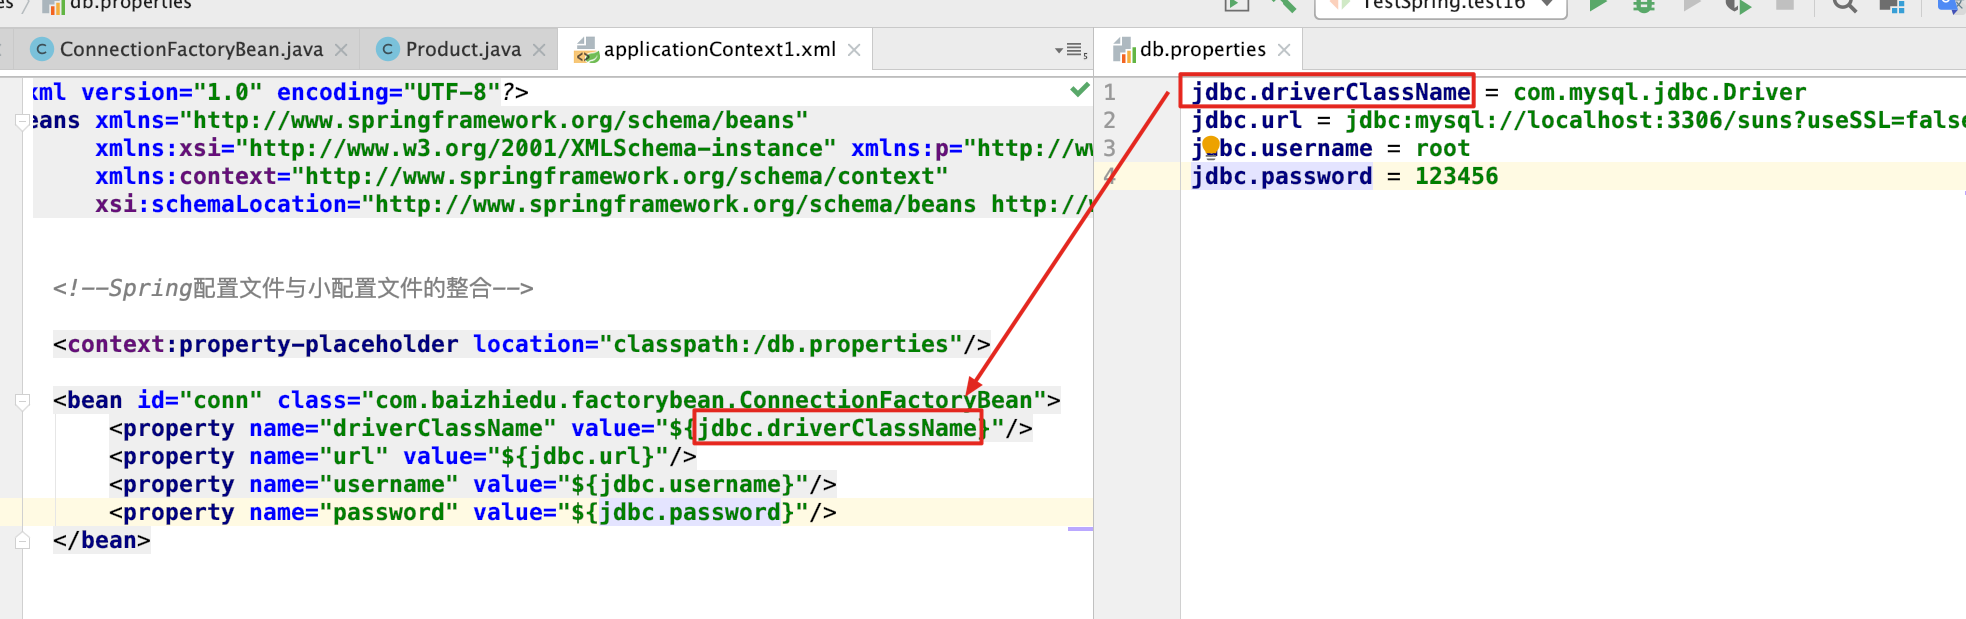 db.properties
TestSpring.test16
ConnectionFactoryBean.java
Product.java
applicationContext1.xml
xml version="1.0" encoding="UTF-8"?>
eans xmlns="http://www.springframework.org/schema/beans"
xmlns:xsi="http://www.w3.org/2001/XMLSchema-instance" xmlns:p="http://ww
xmlns:context="http://www.springframework.org/schema/context"
xsi:schemaLocation="http://www.springframework.org/schema/beans http://w
<!--Spring配置文件与小配置文件的整合-->
<context:property-placeholder location="classpath:/db.properties"/>
<bean id="conn" class="com.baizhiedu.factorybean.ConnectionFactoryBean">
<property name="driverClassName" value="${jdbc.driverClassName}"/>
<property name="url" value="${jdbc.url}"/>
<property name="username" value="${jdbc.username}"/>
<property name="password" value="${jdbc.password}"/>
</bean>
db.properties
1 jdbc.driverClassName = com.mysql.jdbc.Driver
2 jdbc.url = jdbc:mysql://localhost:3306/suns?useSSL=false
3 jdbc.username = root
4 jdbc.password = 123456